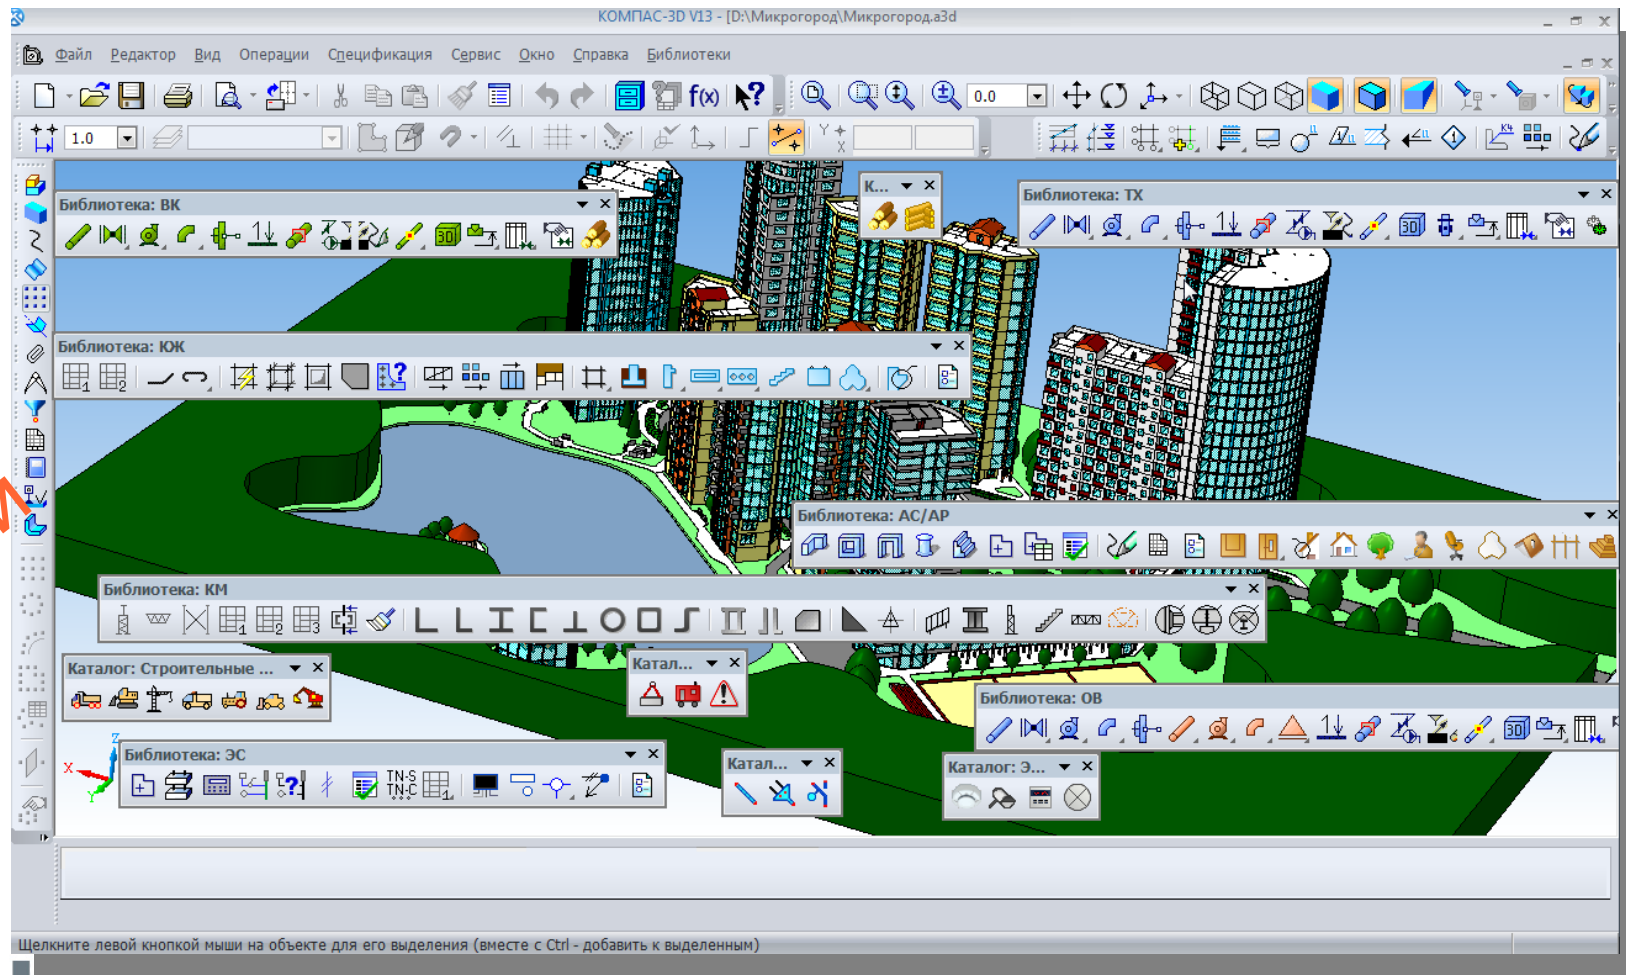 КОМПАС-3D V13 - [D:\Микрогород\Микрогород.a3d
Файл Редактор Вид Операции Спецификация Сервис Окно Справка Библиотеки
f(x) 0.0
1.0 Y X
Библиотека: ВК
К...
Библиотека: ТХ
Библиотека: КЖ
Библиотека: АС/АР
Библиотека: КМ
Каталог: Строительные ...
Катал...
Библиотека: ОВ
Библиотека: ЭС
Катал...
Каталог: Э...
TN-S
TN-C
Z
X
Y
Щелкните левой кнопкой мыши на объекте для его выделения (вместе с Ctrl - добавить к выделенным)